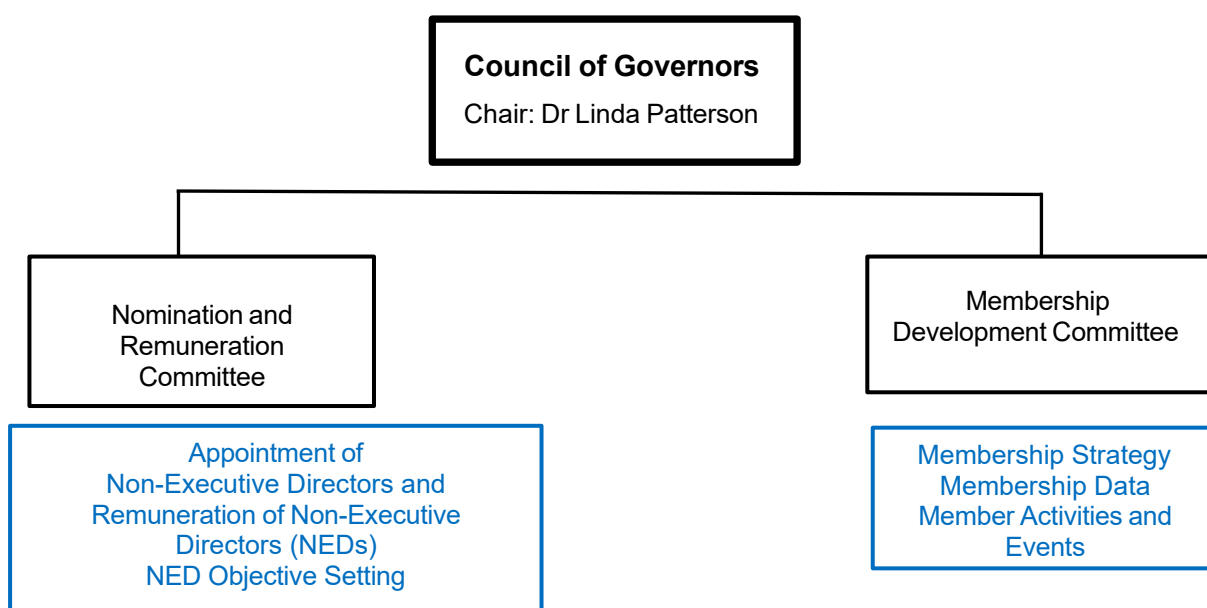 Council of Governors
Chair: Dr Linda Patterson
Nomination and
Remuneration
Committee
Membership
Development Committee
Appointment of
Non-Executive Directors and
Remuneration of Non-Executive
Directors (NEDs)
NED Objective Setting
Membership Strategy
Membership Data
Member Activities and
Events